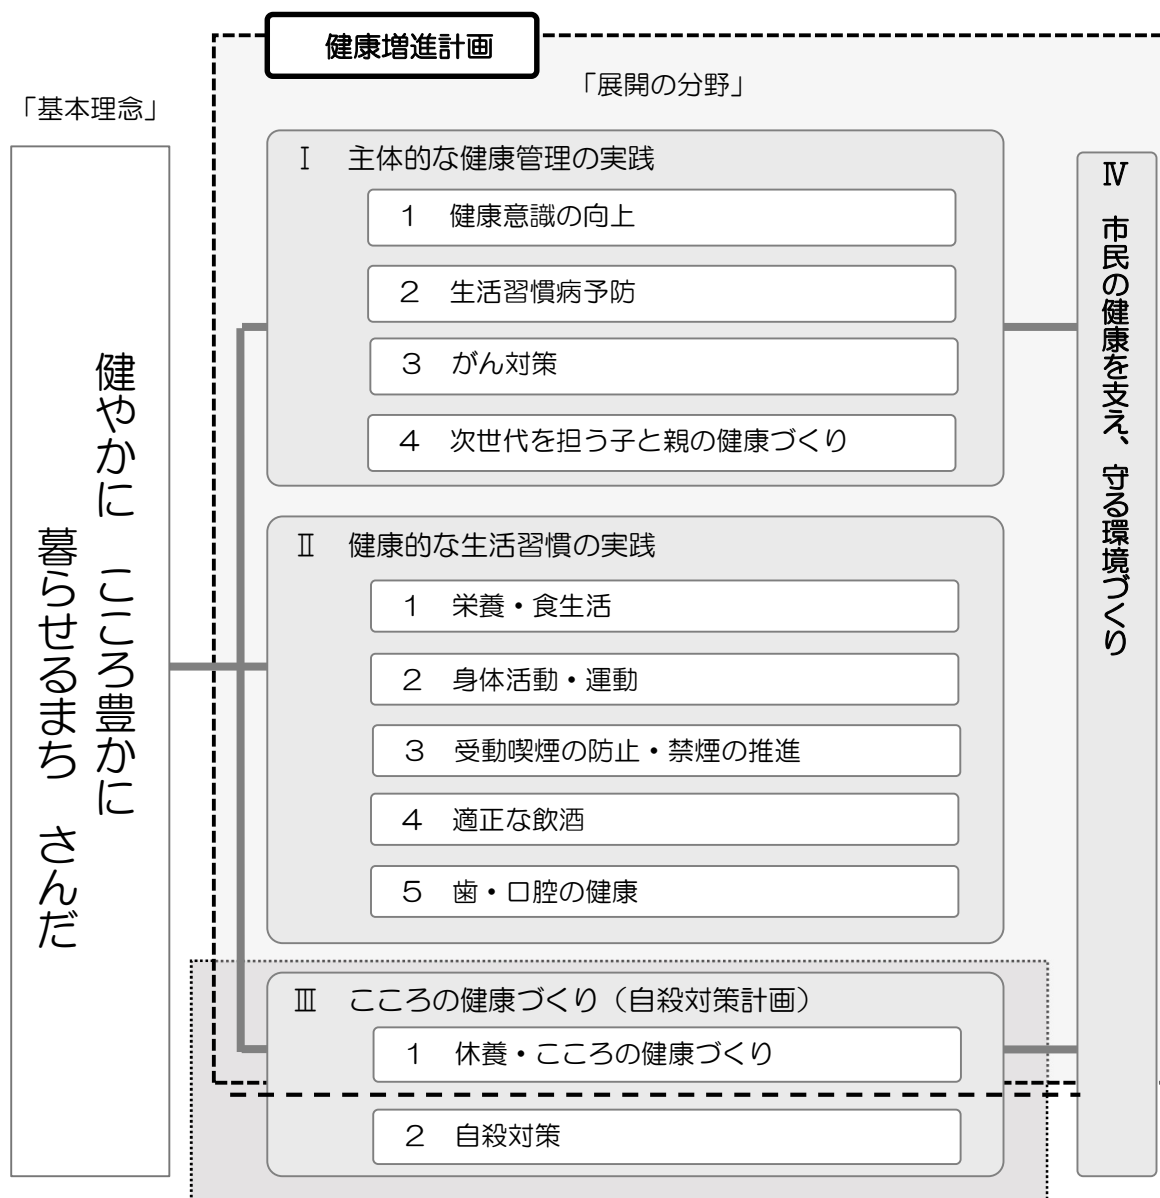 健康増進計画
「展開の分野」
「基本理念」
健やかに　こころ豊かに
暮らせるまち　さんだ
Ⅰ　主体的な健康管理の実践
１　健康意識の向上
２　生活習慣病予防
３　がん対策
４　次世代を担う子と親の健康づくり
Ⅱ　健康的な生活習慣の実践
１　栄養・食生活
２　身体活動・運動
３　受動喫煙の防止・禁煙の推進
４　適正な飲酒
５　歯・口腔の健康
Ⅲ　こころの健康づくり（自殺対策計画）
１　休養・こころの健康づくり
２　自殺対策
Ⅳ　市民の健康を支え、守る環境づくり